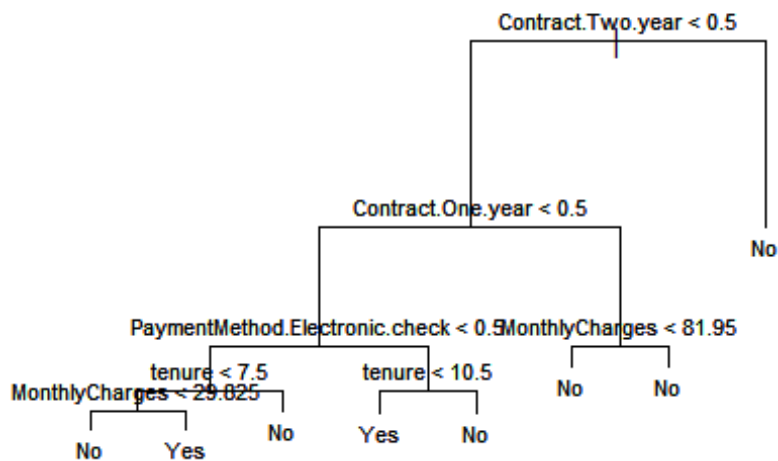 Contract.Two.year < 0.5
Contract.One.year < 0.5
No
PaymentMethod.Electronic.check < 0.5
MonthlyCharges < 81.95
tenure < 7.5
tenure < 10.5
No
No
MonthlyCharges < 29.825
No
Yes
No
Yes
No